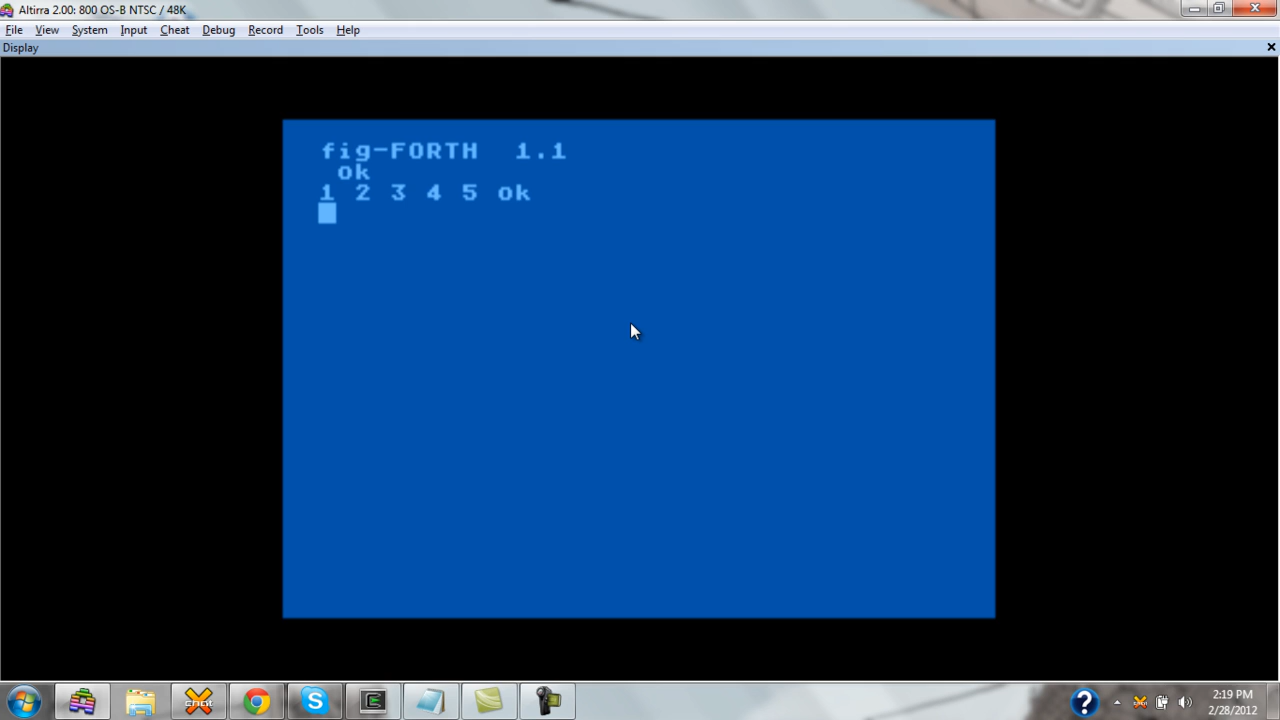 Altirra 2.00: 800 OS-B NTSC / 48K
File View System Input Cheat Debug Record Tools Help
Display
fig-FORTH 1.1
ok
1 2 3 4 5 ok
2:19 PM
2/28/2012